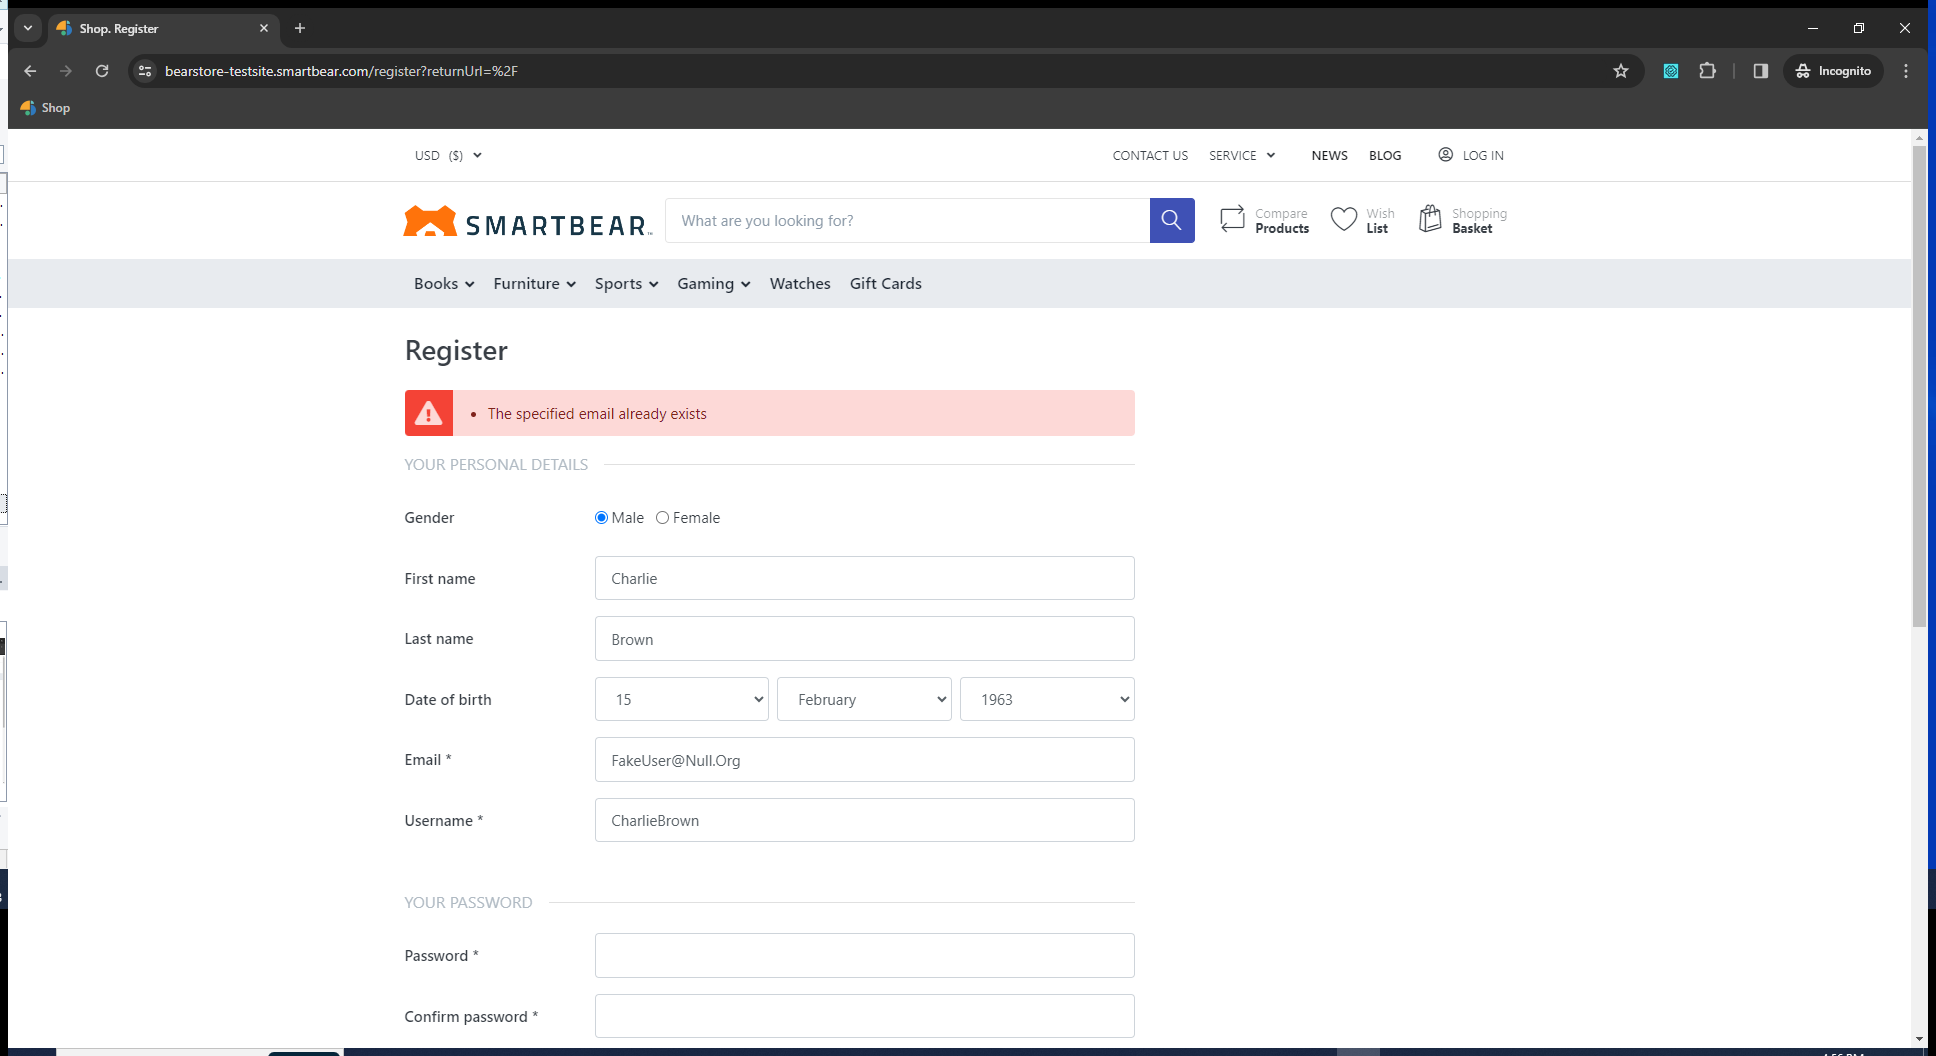 Shop. Register
bearstore-testsite.smartbear.com/register?returnUrl=%2F
Incognito
Shop
USD ($)
CONTACT US SERVICE NEWS BLOG LOG IN
SMARTBEAR
What are you looking for?
Compare Products
Wish List
Shopping Basket
Books Furniture Sports Gaming Watches Gift Cards
Register
• The specified email already exists
YOUR PERSONAL DETAILS
Gender Male Female
First name Charlie
Last name Brown
Date of birth 15 February 1963
Email * FakeUser@Null.Org
Username * CharlieBrown
YOUR PASSWORD
Password *
Confirm password *